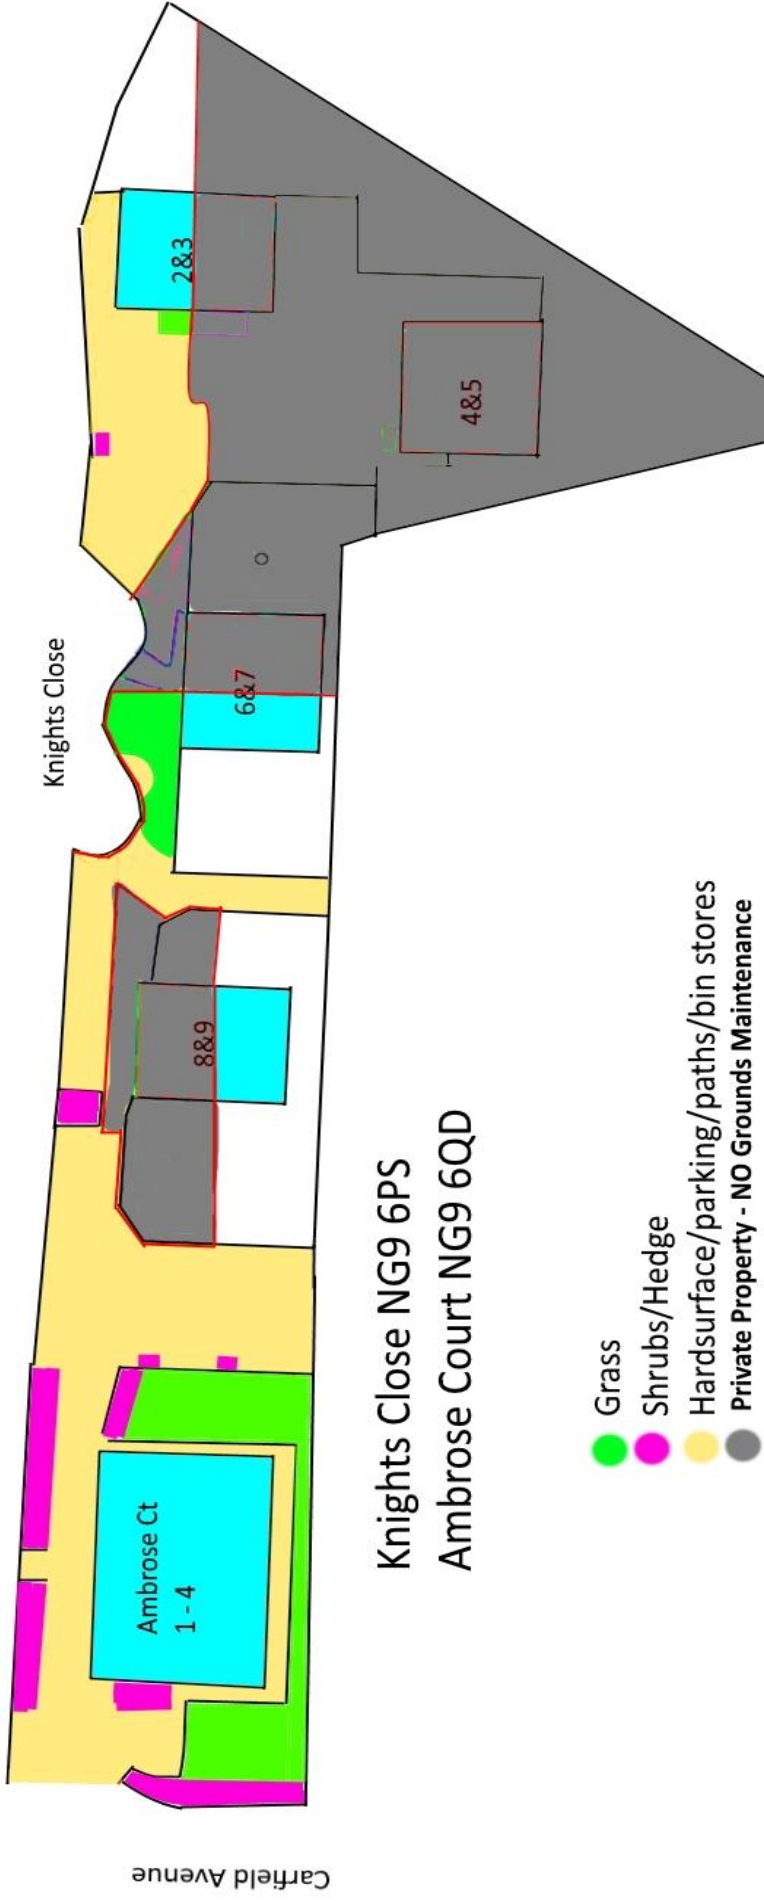 Carfield Avenue
Ambrose Ct
1 - 4
8&9
Knights Close
6&7
2&3
4&5
Knights Close NG9 6PS
Ambrose Court NG9 6QD
Grass
Shrubs/Hedge
Hardsurface/parking/paths/bin stores
Private Property - NO Grounds Maintenance